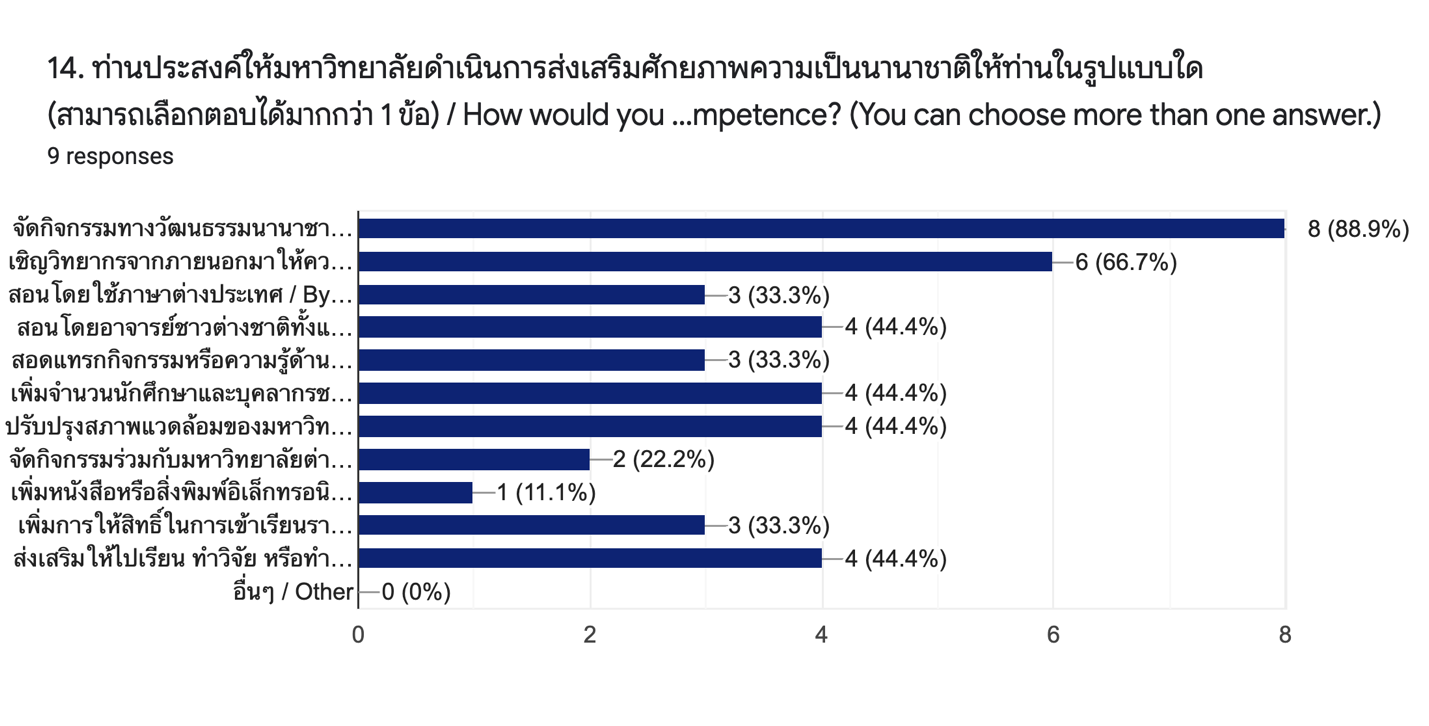 14. ท่านประสงค์ให้มหาวิทยาลัยดำเนินการส่งเสริมศักยภาพความเป็นนานาชาติให้ท่านในรูปแบบใด
(สามารถเลือกตอบได้มากกว่า 1 ข้อ) / How would you ...mpetence? (You can choose more than one answer.)
9 responses
จัดกิจกรรมทางวัฒนธรรมนานาชา… 8 (88.9%)
เชิญวิทยากรจากภายนอกมาให้คว… 6 (66.7%)
สอนโดยใช้ภาษาต่างประเทศ / By… 3 (33.3%)
สอนโดยอาจารย์ชาวต่างชาติทั้งแ… 4 (44.4%)
สอดแทรกกิจกรรมหรือความรู้ด้าน… 3 (33.3%)
เพิ่มจำนวนนักศึกษาและบุคลากรช… 4 (44.4%)
ปรับปรุงสภาพแวดล้อมของมหาวิท… 4 (44.4%)
จัดกิจกรรมร่วมกับมหาวิทยาลัยต่า… 2 (22.2%)
เพิ่มหนังสือหรือสิ่งพิมพ์อิเล็กทรอนิ… 1 (11.1%)
เพิ่มการให้สิทธิ์ในการเข้าเรียนรา… 3 (33.3%)
ส่งเสริมให้ไปเรียน ทำวิจัย หรือทำ… 4 (44.4%)
อื่นๆ / Other 0 (0%)
0 2 4 6 8